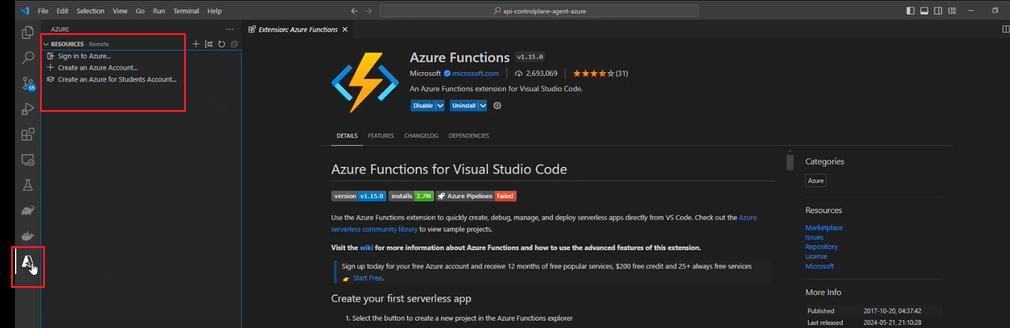 File Edit Selection View Go Run Terminal Help
api-controlplane-agent-azure
AZURE
RESOURCES Remote
Sign in to Azure...
Create an Azure Account...
Create an Azure for Students Account...
59
Extension: Azure Functions
Azure Functions v1.15.0
Microsoft microsoft.com 2,693,069 (31)
An Azure Functions extension for Visual Studio Code.
Disable Uninstall
DETAILS FEATURES CHANGELOG DEPENDENCIES
Azure Functions for Visual Studio Code
version v1.15.0 installs 2.7M Azure Pipelines failed
Use the Azure Functions extension to quickly create, debug, manage, and deploy serverless apps directly from VS Code. Check out the Azure
serverless community library to view sample projects.
Visit the wiki for more information about Azure Functions and how to use the advanced features of this extension.
Sign up today for your free Azure account and receive 12 months of free popular services, $200 free credit and 25+ always free services
Start Free.
Create your first serverless app
1. Select the button to create a new project in the Azure Functions explorer
Categories
Azure
Resources
Marketplace
Issues
Repository
License
Microsoft
More Info
Published 2017-10-20, 04:37:42
Last released 2024-05-21, 21:10:28